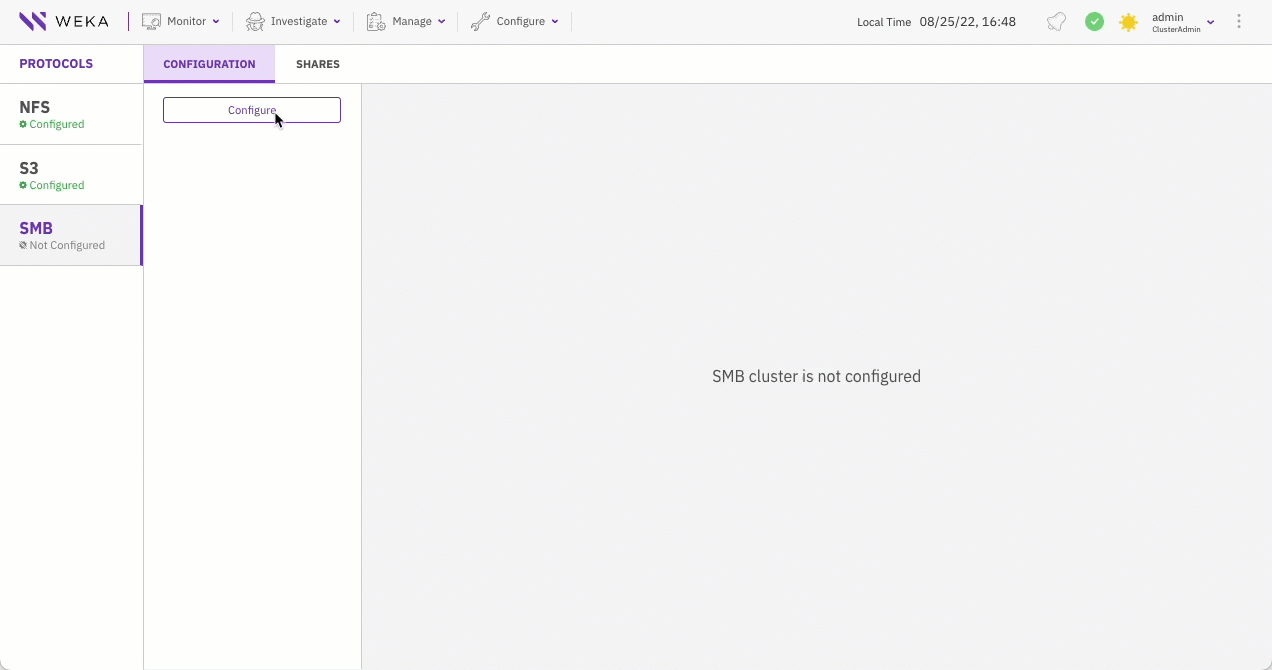 WEKA
Monitor
Investigate
Manage
Configure
Local Time 08/25/22, 16:48
admin
ClusterAdmin
PROTOCOLS
CONFIGURATION
SHARES
NFS
Configured
S3
Configured
SMB
Not Configured
Configure
SMB cluster is not configured